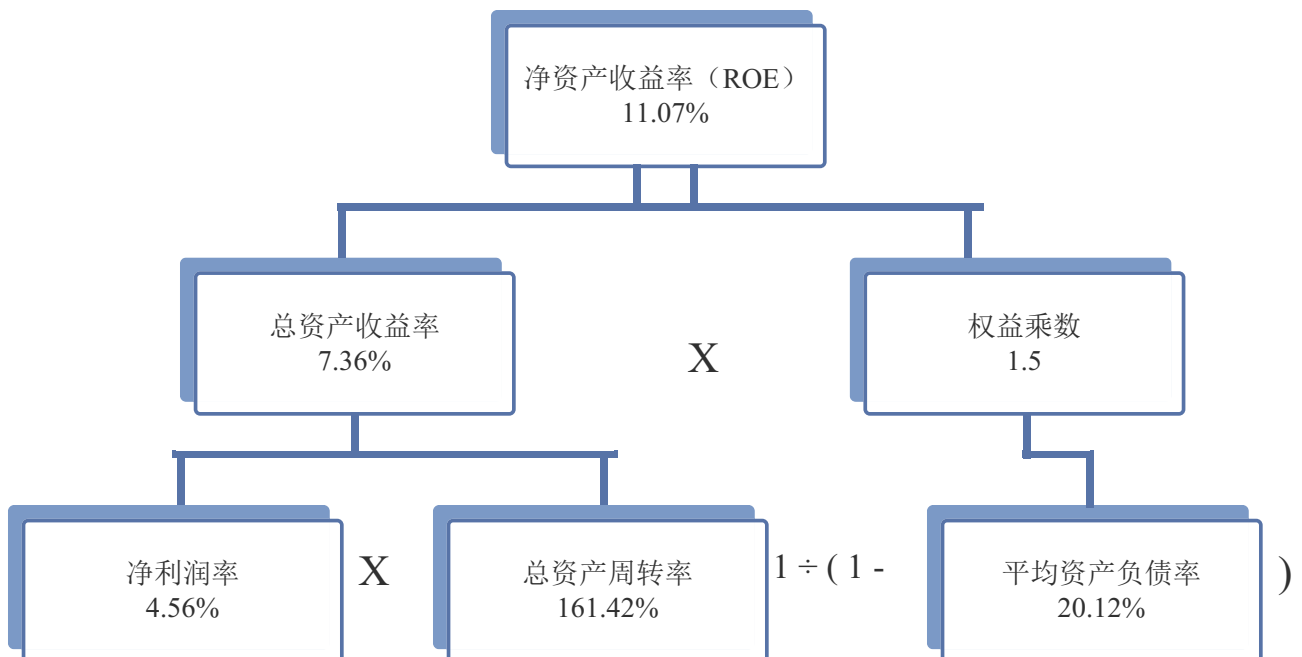 净资产收益率（ROE）
11.07%
总资产收益率
7.36%
X
权益乘数
1.5
净利润率
4.56%
X
总资产周转率
161.42%
1 ÷ ( 1 -
平均资产负债率
20.12%
)